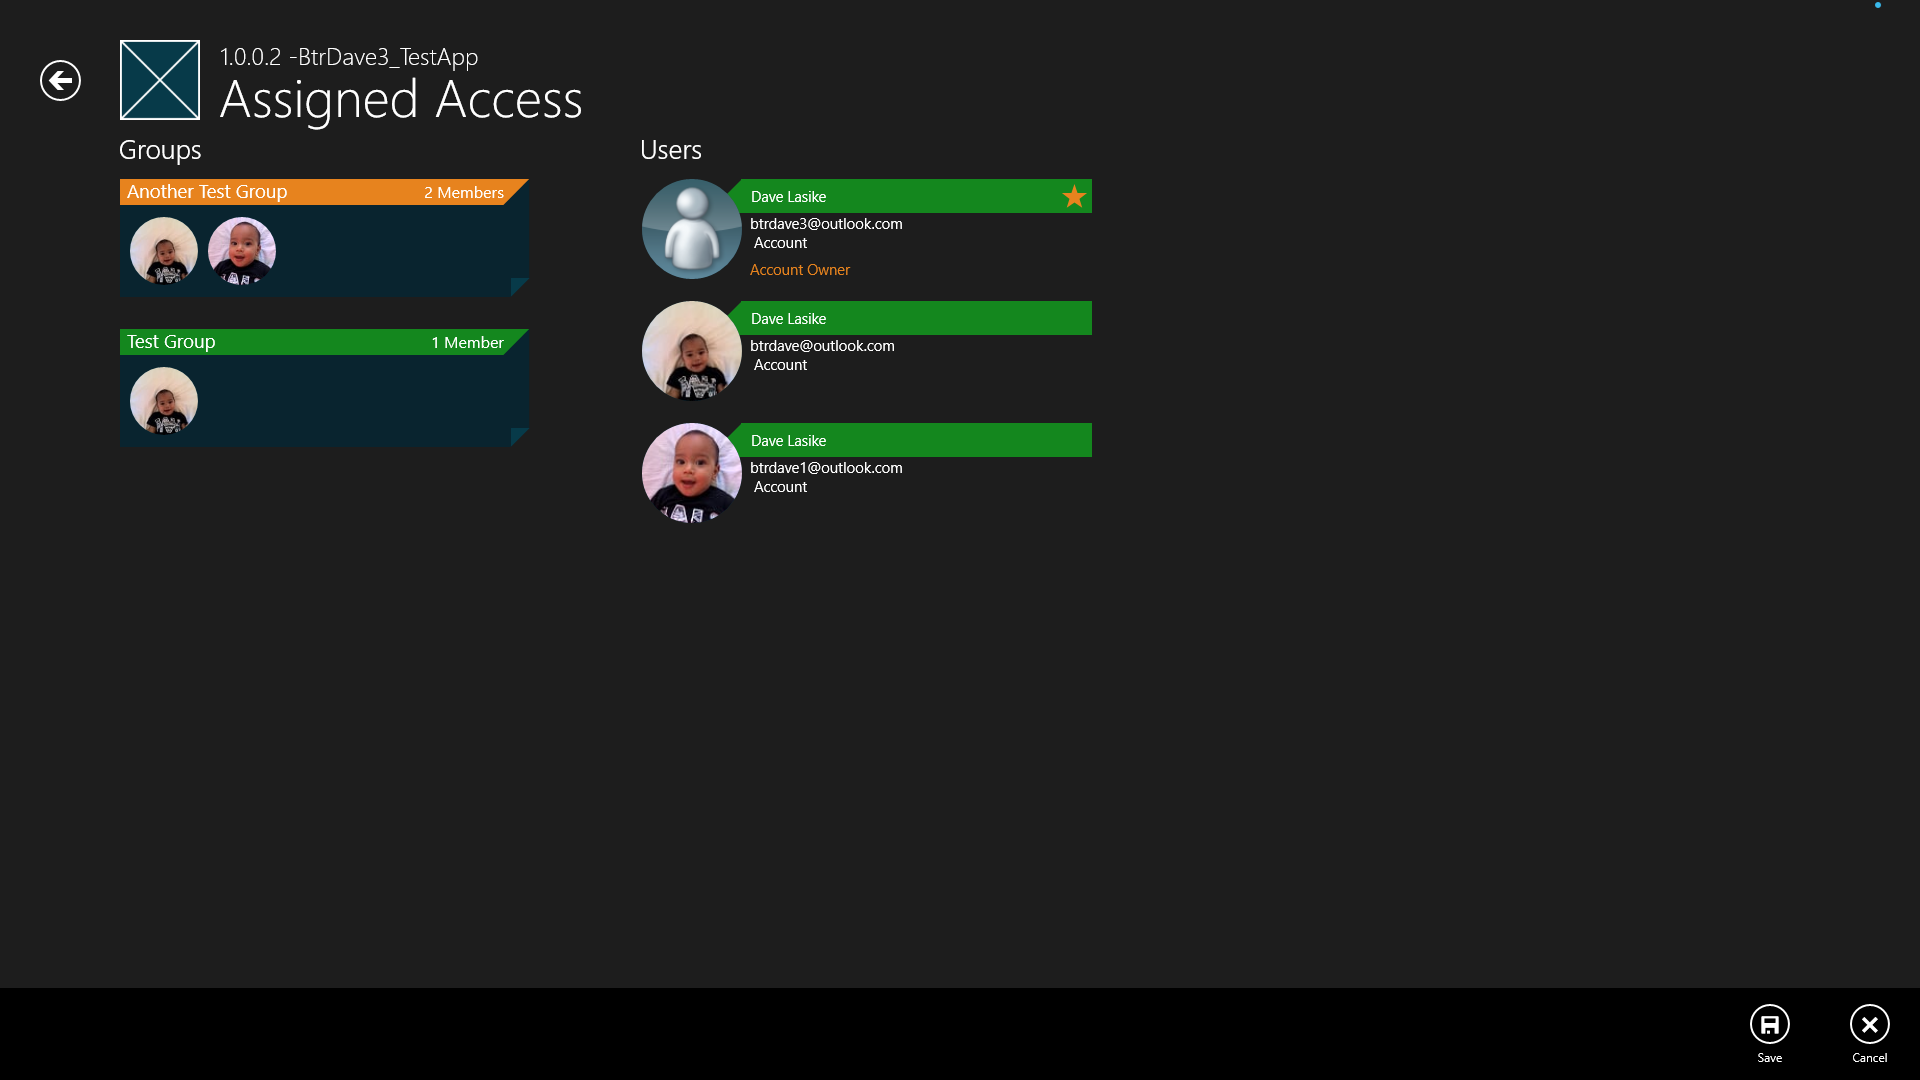 1.0.0.2 -BtrDave3_TestApp
Assigned Access
Groups
Another Test Group 2 Members
Test Group 1 Member
Users
Dave Lasike
btrdave3@outlook.com
Account
Account Owner
Dave Lasike
btrdave@outlook.com
Account
Dave Lasike
btrdave1@outlook.com
Account
Save
Cancel